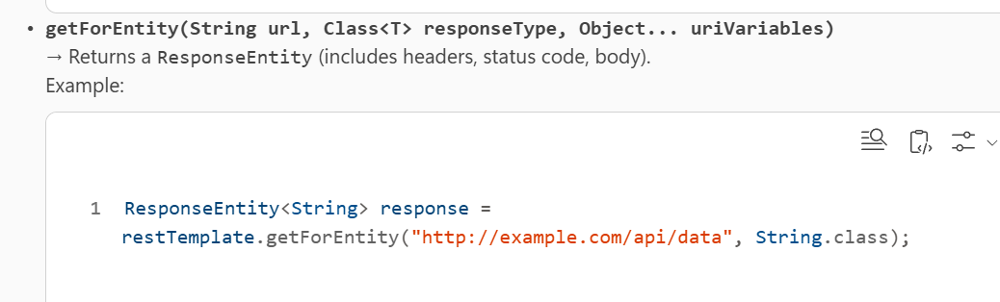 • getForEntity(String url, Class<T> responseType, Object... uriVariables)
→ Returns a ResponseEntity (includes headers, status code, body).
Example:
1 ResponseEntity<String> response =
restTemplate.getForEntity("http://example.com/api/data", String.class);